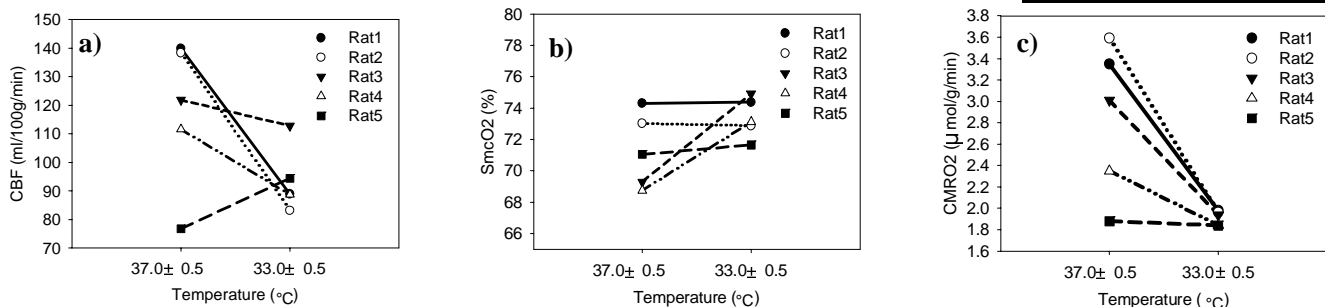 a)
CBF (ml/100g/min)
150
140
130
120
110
100
90
80
70
37.0± 0.5
33.0± 0.5
Temperature (°C)
Rat1
Rat2
Rat3
Rat4
Rat5
b)
SmcO2 (%)
80
78
76
74
72
70
68
66
37.0± 0.5
33.0± 0.5
Temperature (°C)
Rat1
Rat2
Rat3
Rat4
Rat5
c)
CMRO2 (μ mol/g/min)
3.8
3.6
3.4
3.2
3.0
2.8
2.6
2.4
2.2
2.0
1.8
1.6
37.0± 0.5
33.0± 0.5
Temperature (°C)
Rat1
Rat2
Rat3
Rat4
Rat5